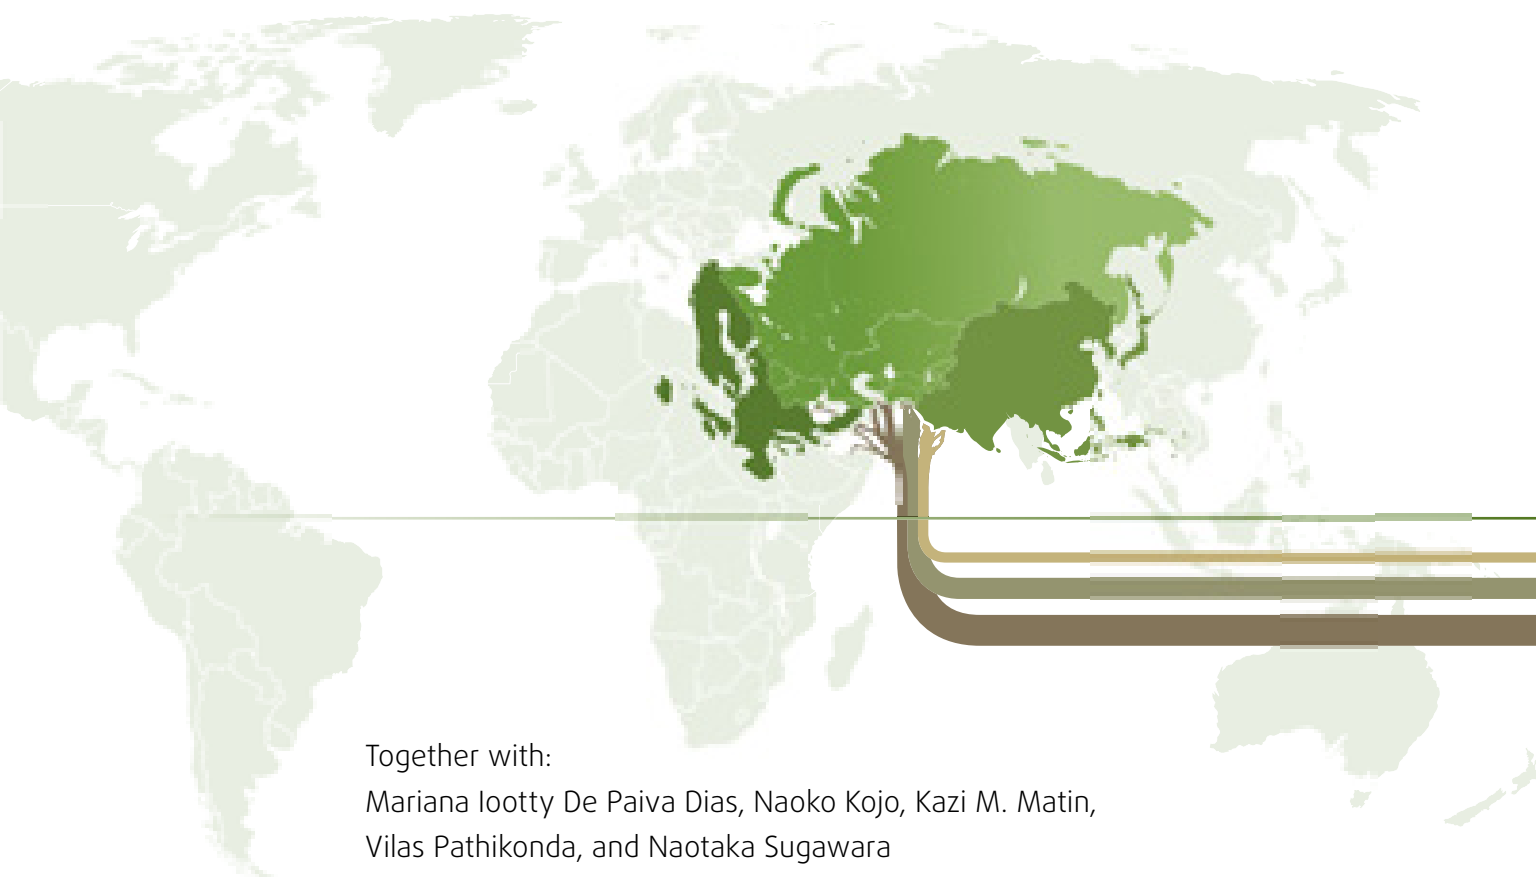 Together with:
Mariana Iootty De Paiva Dias, Naoko Kojo, Kazi M. Matin,
Vilas Pathikonda, and Naotaka Sugawara